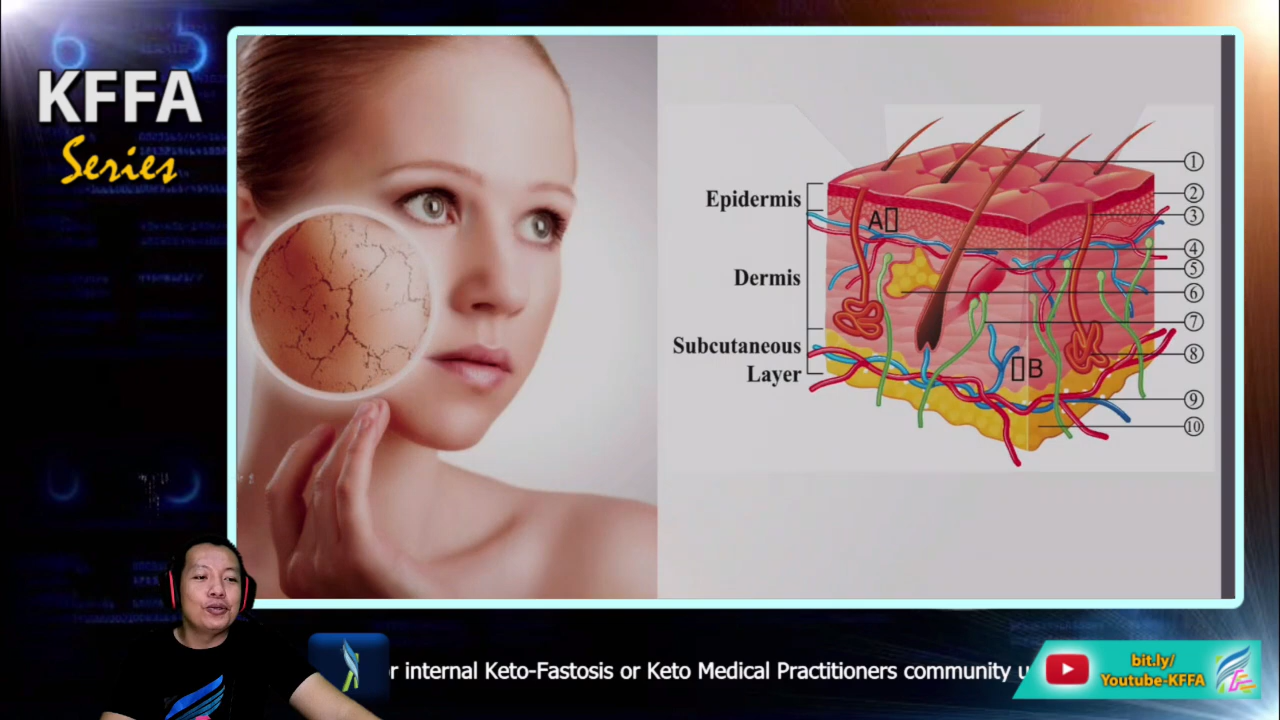 KFFA
Series
Epidermis
Dermis
Subcutaneous
Layer
A
B
1
2
3
4
5
6
7
8
9
10
r internal Keto-Fastosis or Keto Medical Practitioners community u
bit.ly/
Youtube-KFFA